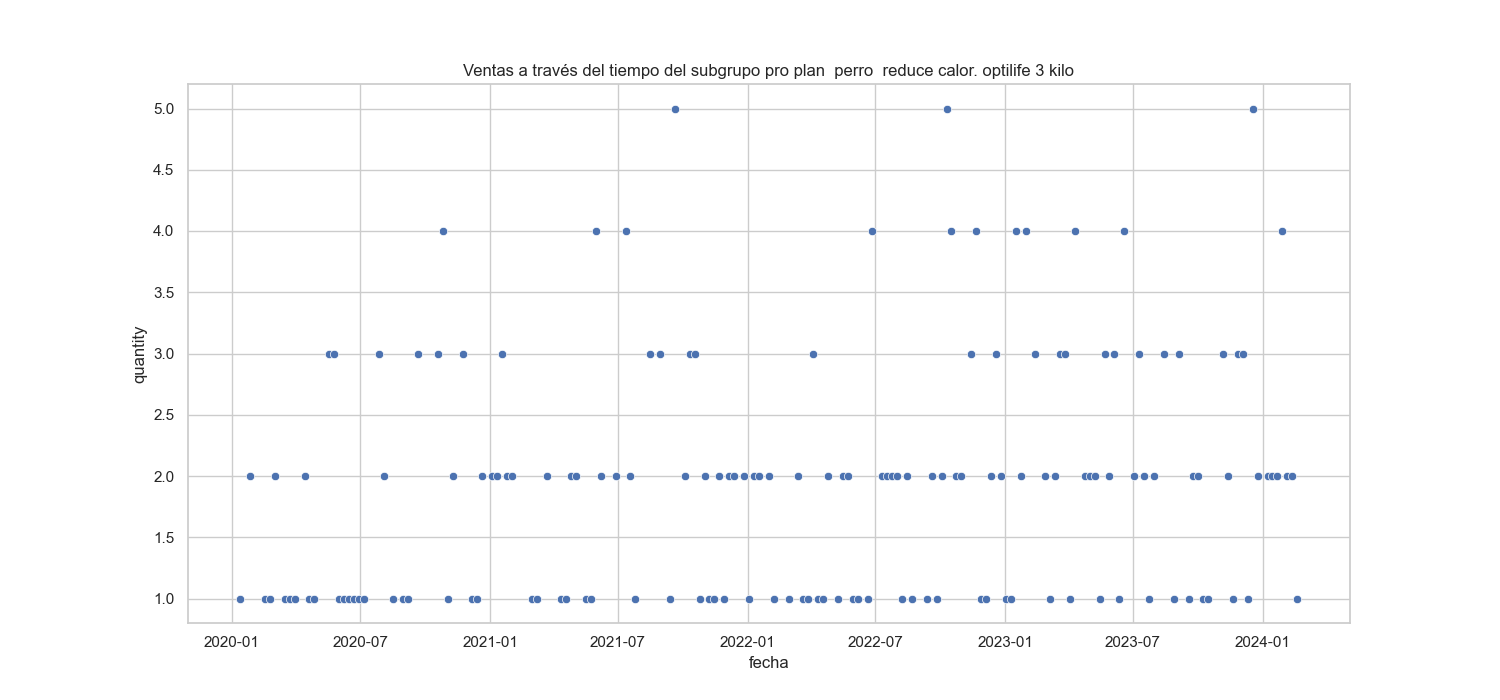 Ventas a través del tiempo del subgrupo pro plan  perro  reduce calor. optilife 3 kilo
5.0
4.5
4.0
3.5
3.0
2.5
2.0
1.5
1.0
quantity
2020-01 2020-07 2021-01 2021-07 2022-01 2022-07 2023-01 2023-07 2024-01
fecha